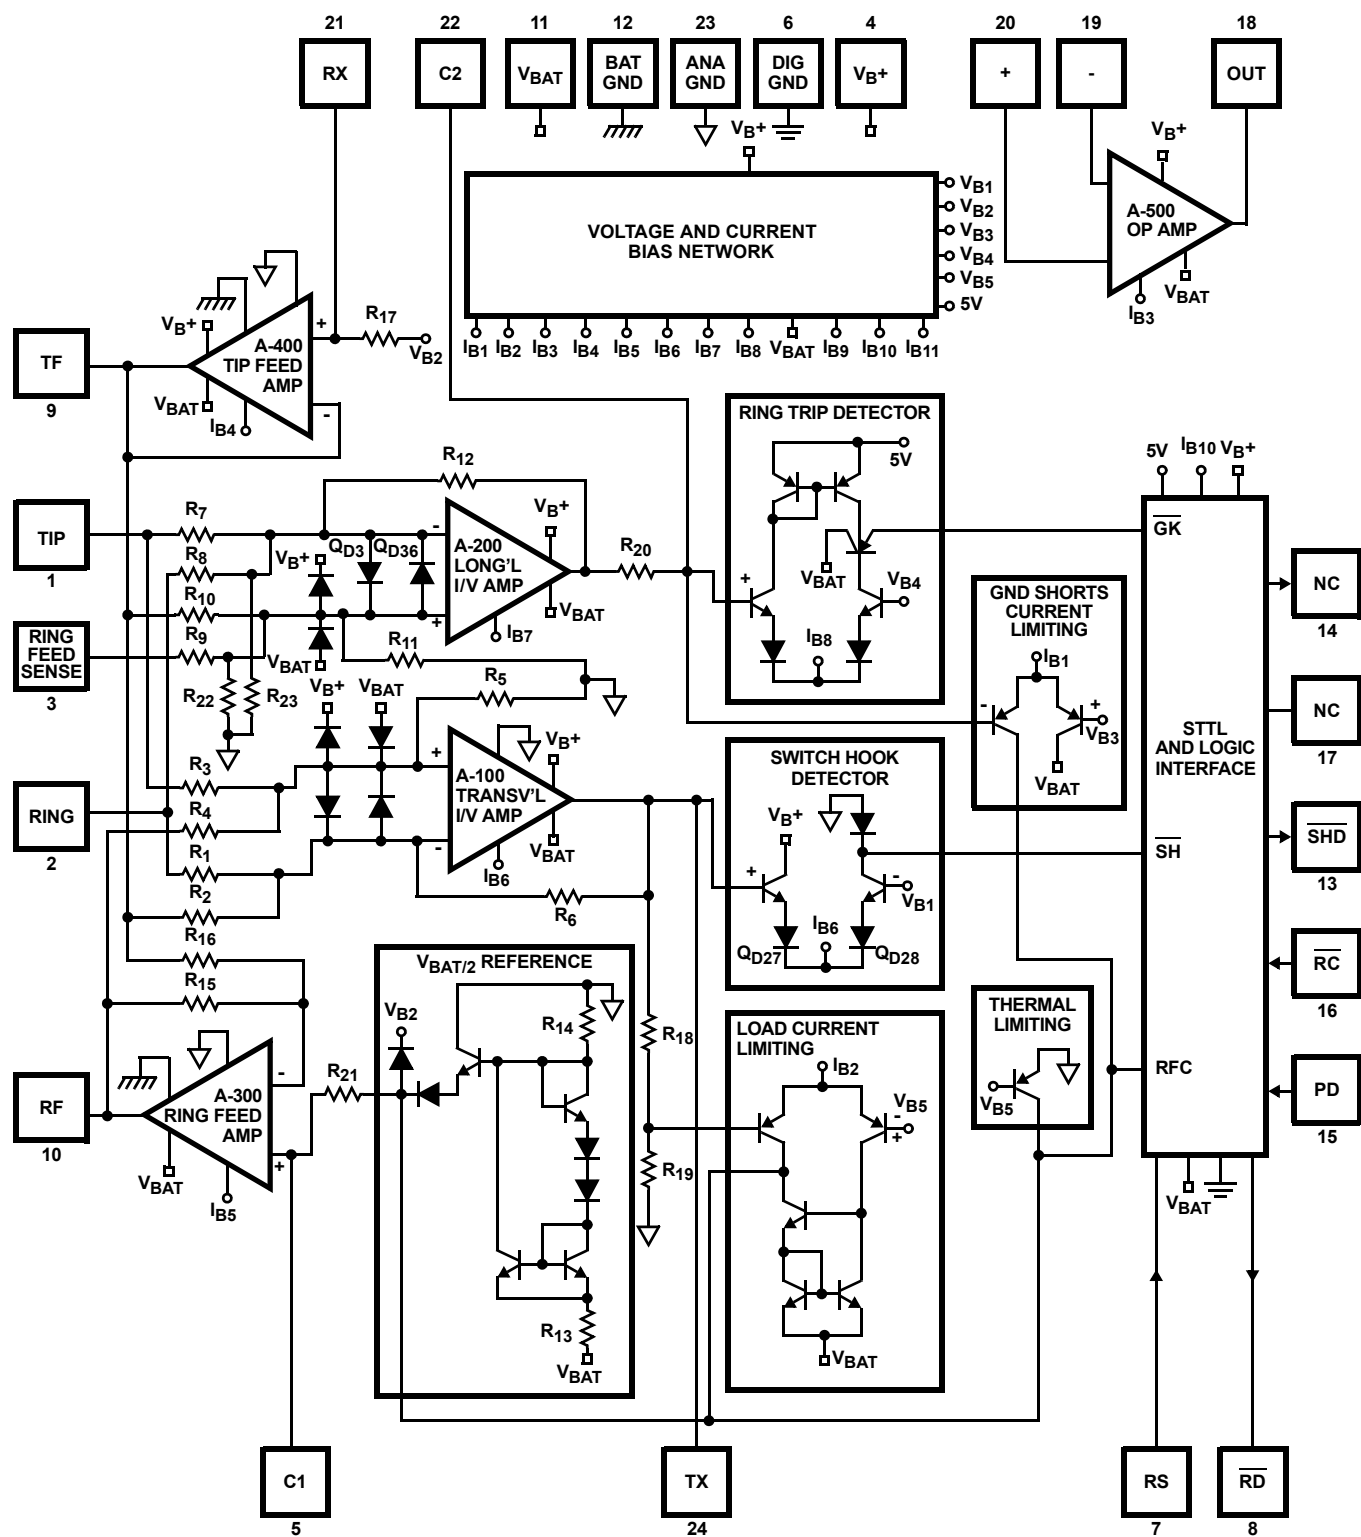 21
22
11
12
23
6
4
20
19
18
RX
C2
VBAT
BAT GND
ANA GND
DIG GND
VB+
+
-
OUT
VB+
VOLTAGE AND CURRENT
BIAS NETWORK
VB1
VB2
VB3
VB4
VB5
5V
IB1 IB2 IB3 IB4 IB5 IB6 IB7 IB8 VBAT IB9 IB10 IB11
VB+
A-500
OP AMP
VBAT
IB3
VB+
+
R17
VB2
A-400
TIP FEED
AMP
VBAT
IB4
-
TF
9
RING TRIP DETECTOR
5V
VBAT
VB4
+
IB8
R12
R7
TIP
1
R8
R10
R9
RING
FEED
SENSE
3
VB+
QD3
QD36
-
A-200
LONG'L
I/V AMP
+
VB+
VBAT
IB7
R20
VBAT
R11
R22
R23
R5
VB+
VBAT
R3
R4
R1
R2
R16
R15
RING
2
+
A-100
TRANSV'L
I/V AMP
-
VB+
VBAT
IB6
R6
GND SHORTS
CURRENT
LIMITING
IB1
-
+
VB3
VBAT
SWITCH HOOK
DETECTOR
VB+
+
-
VB1
IB6
QD27
QD28
5V
IB10
VB+
GK
STTL
AND LOGIC
INTERFACE
SH
RFC
VBAT
NC
14
NC
17
SHD
13
RC
16
PD
15
VBAT/2 REFERENCE
VB2
R14
R13
VBAT
R18
R19
R21
-
A-300
RING FEED
AMP
+
VBAT
IB5
RF
10
LOAD CURRENT
LIMITING
IB2
VB5
-
+
VBAT
THERMAL
LIMITING
VB5
C1
5
TX
24
RS
7
RD
8